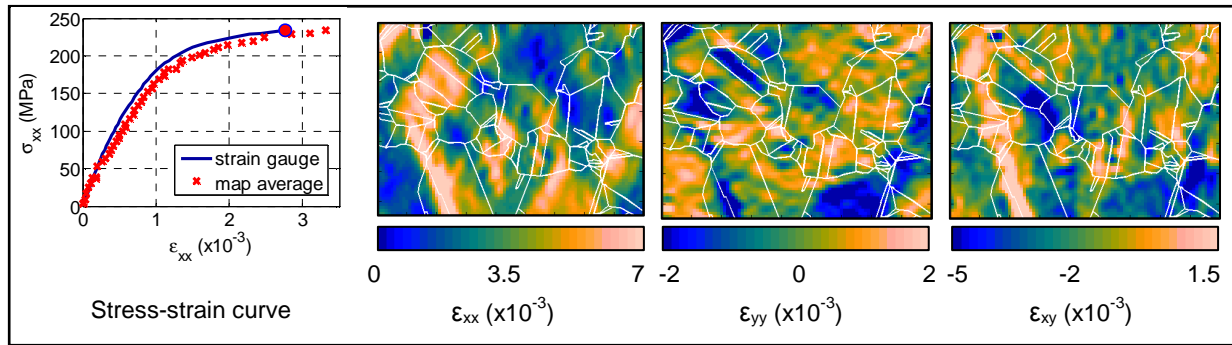 250
200
150
100
50
0
σxx (MPa)
strain gauge
map average
0 1 2 3
εxx (x10-3)
Stress-strain curve
0 3.5 7
εxx (x10-3)
-2 0 2
εyy (x10-3)
-5 -2 1.5
εxy (x10-3)